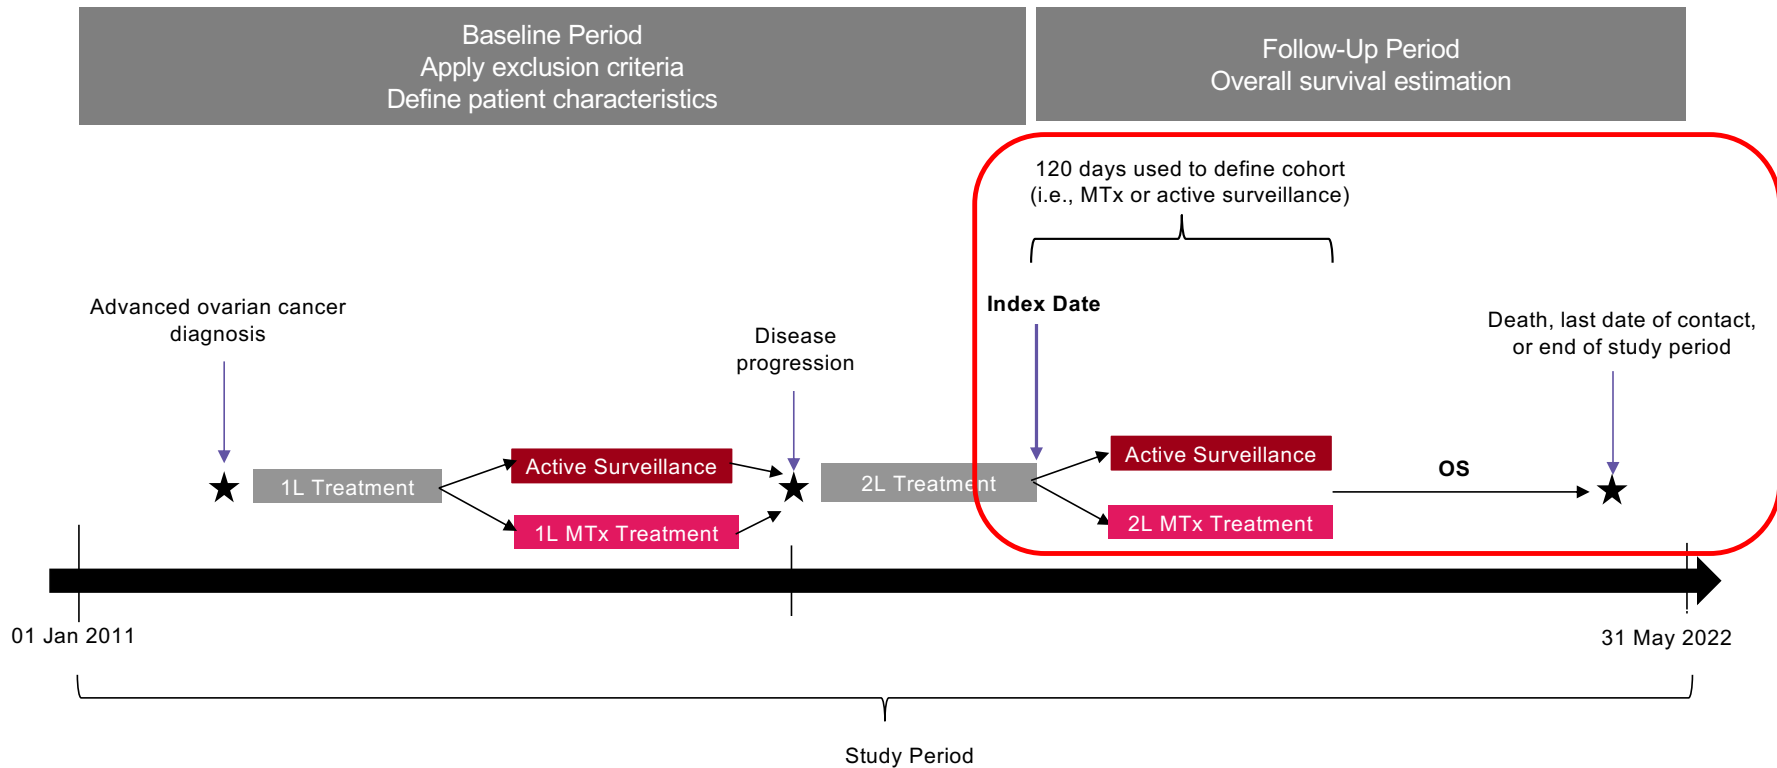 Baseline Period
Apply exclusion criteria
Define patient characteristics
Follow-Up Period
Overall survival estimation
120 days used to define cohort
(i.e., MTx or active surveillance)
Advanced ovarian cancer
diagnosis
Disease
progression
Index Date
Death, last date of contact,
or end of study period
1L Treatment
Active Surveillance
1L MTx Treatment
2L Treatment
Active Surveillance
2L MTx Treatment
OS
01 Jan 2011
31 May 2022
Study Period